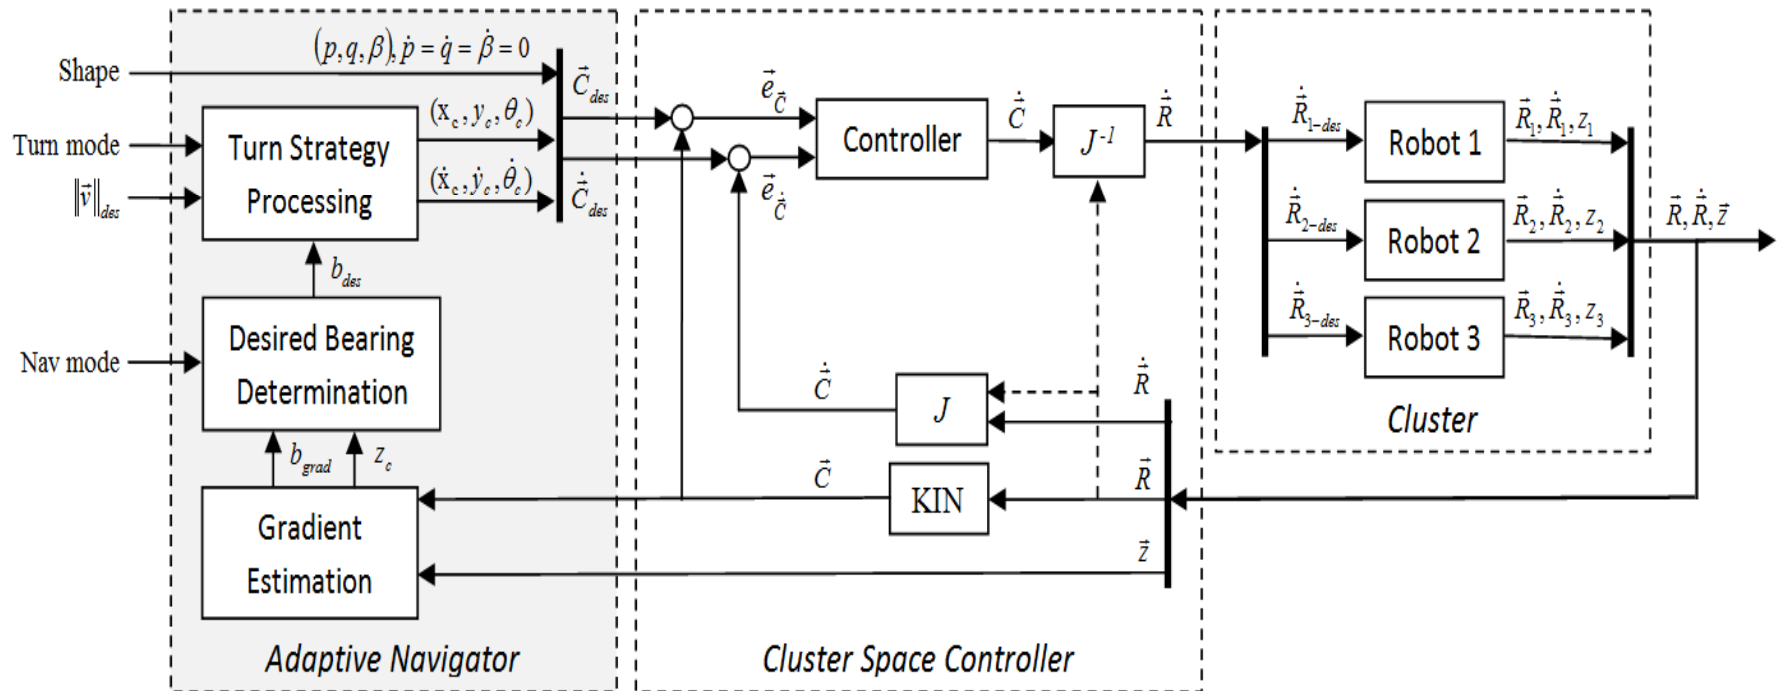 Shape
Turn mode
‖v⃗‖des
Nav mode
(p, q, β), ṗ = q̇ = β̇ = 0
Turn Strategy
Processing
(xc, yc, θc)
(ẋc, ẏc, θ̇c)
C⃗des
C⃗̇des
bdes
Desired Bearing
Determination
bgrad
zc
Gradient
Estimation
Adaptive Navigator
e⃗C⃗
e⃗C⃗̇
Controller
C⃗̇
J-1
R⃗̇
C⃗̇
J
R⃗̇
C⃗
KIN
R⃗
z⃗
Cluster Space Controller
R⃗̇1-des
Robot 1
R⃗1, R⃗̇1, z1
R⃗̇2-des
Robot 2
R⃗2, R⃗̇2, z2
R⃗̇3-des
Robot 3
R⃗3, R⃗̇3, z3
Cluster
R⃗, R⃗̇, z⃗